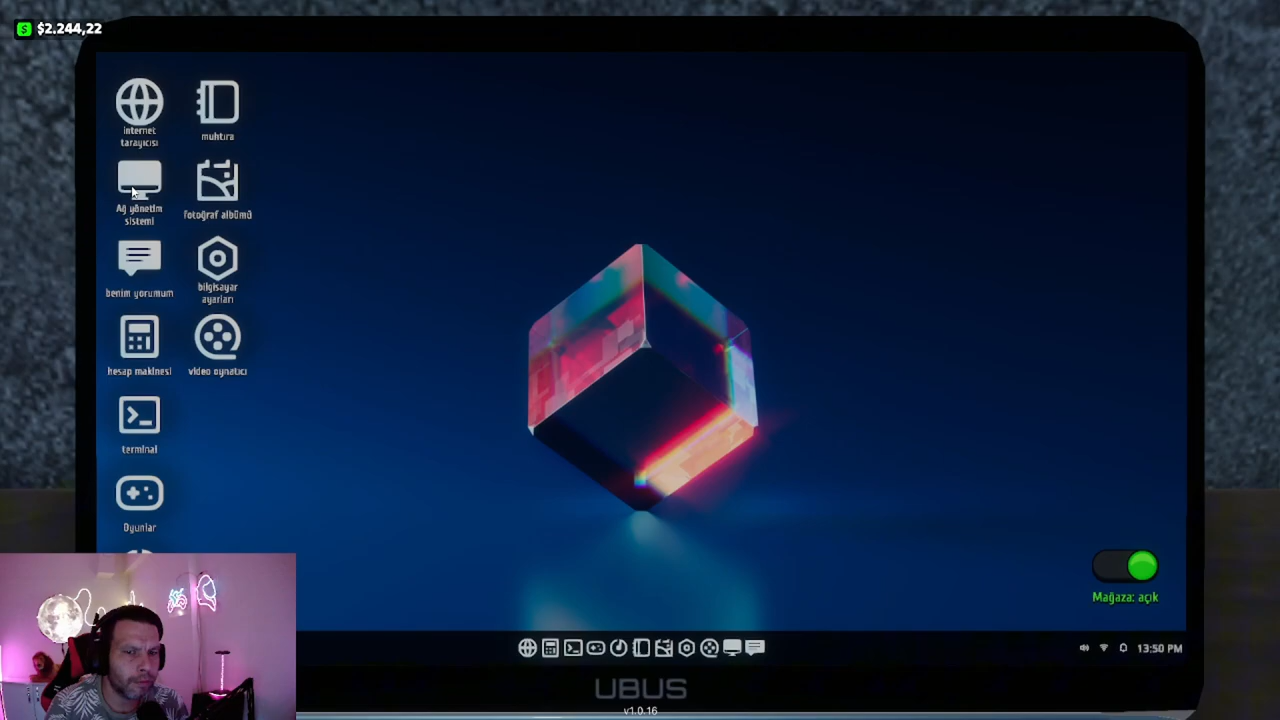 $2.244,22
internet
tarayıcısı
muhtıra
Ağ yönetim
sistemi
fotoğraf albümü
benim yorumum
bilgisayar
ayarları
hesap makinesi
video oynatıcı
terminal
Oyunlar
Mağaza: açık
13:50 PM
UBUS
v1.0.16